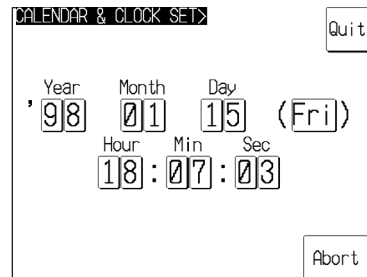 CALENDAR & CLOCK SET>
Quit
Year Month Day
'98 01 15 (Fri)
Hour Min Sec
18:07:03
Abort